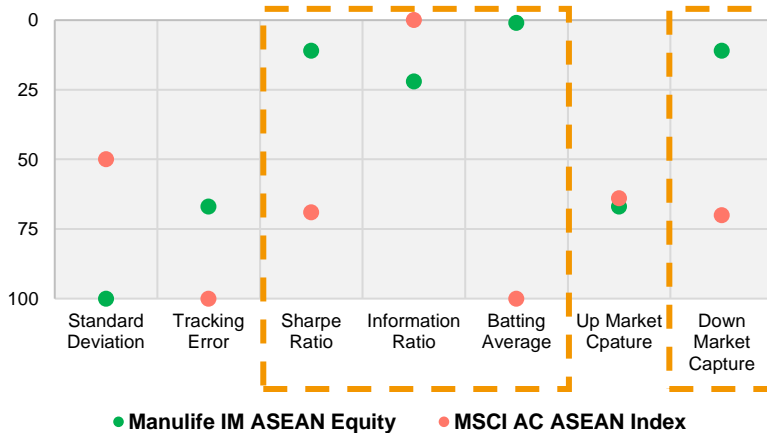 0
25
50
75
100
Standard
Deviation
Tracking
Error
Sharpe
Ratio
Information
Ratio
Batting
Average
Up Market
Cpature
Down
Market
Capture
Manulife IM ASEAN Equity
MSCI AC ASEAN Index